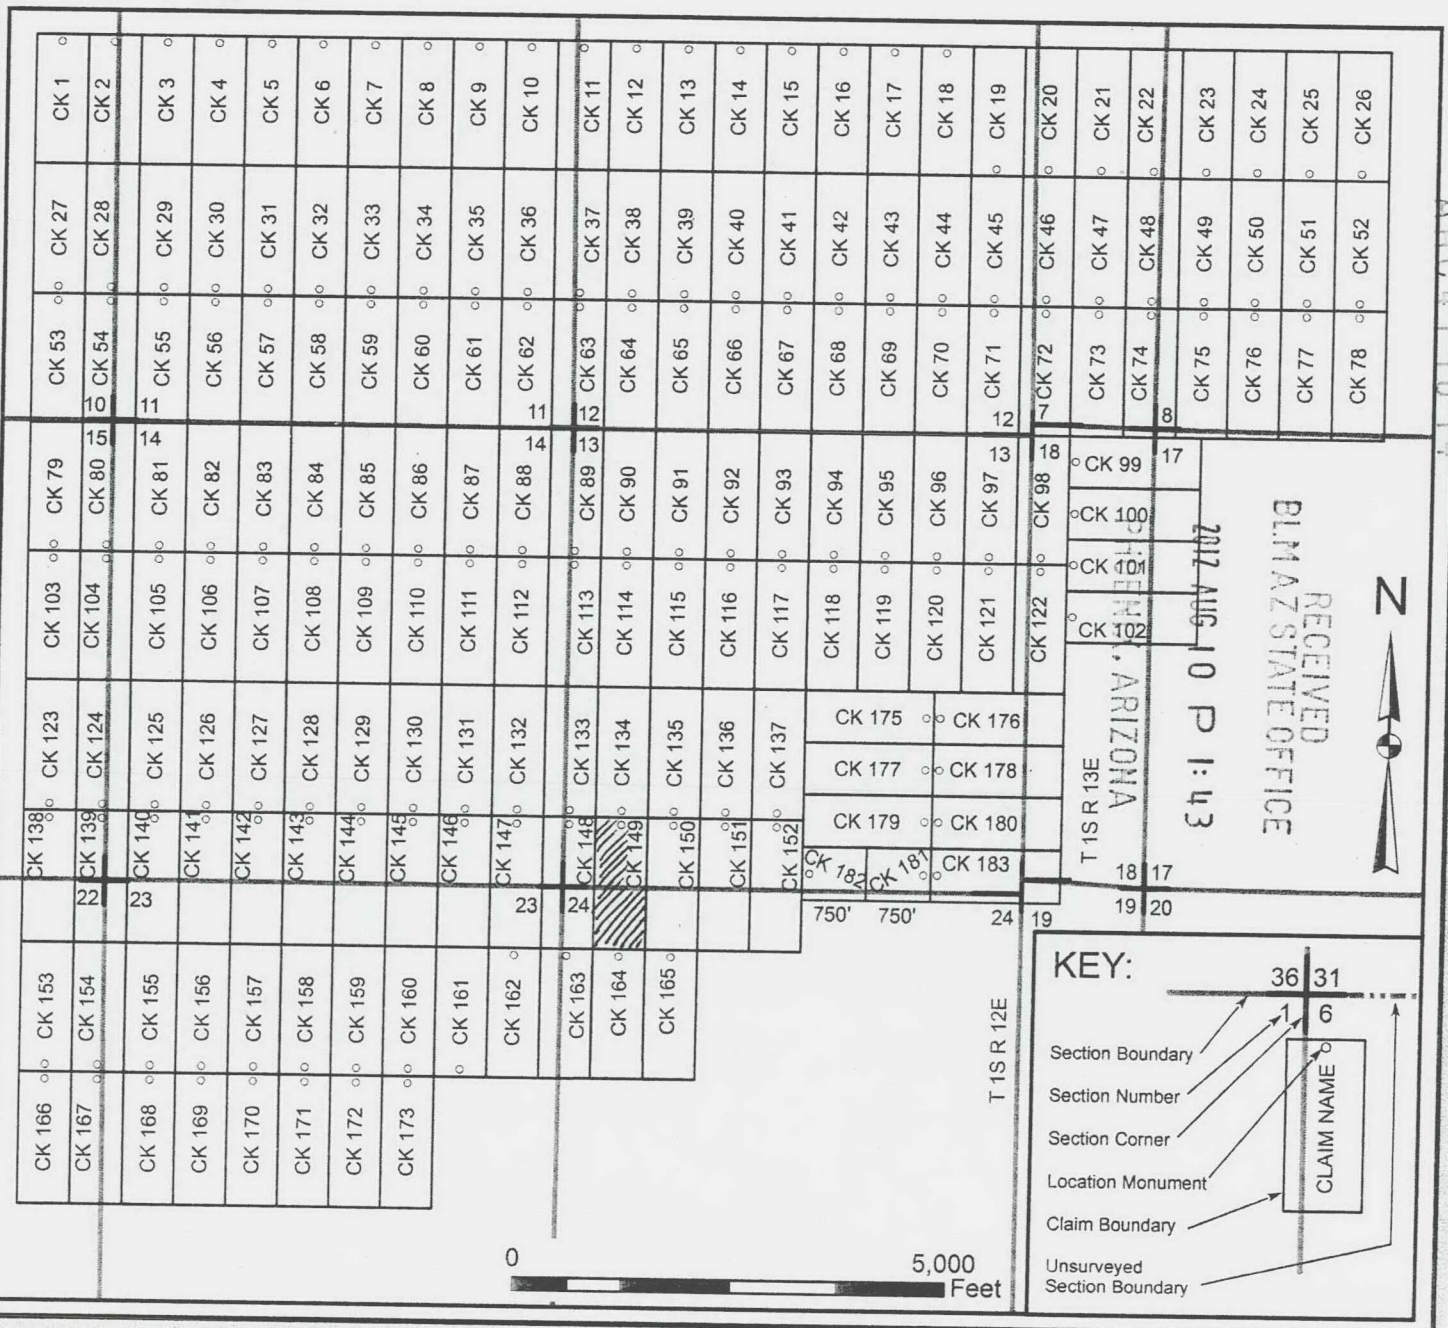 CK 1 CK 2 CK 3 CK 4 CK 5 CK 6 CK 7 CK 8 CK 9 CK 10 CK 11 CK 12 CK 13 CK 14 CK 15 CK 16 CK 17 CK 18 CK 19 CK 20 CK 21 CK 22 CK 23 CK 24 CK 25 CK 26
CK 27 CK 28 CK 29 CK 30 CK 31 CK 32 CK 33 CK 34 CK 35 CK 36 CK 37 CK 38 CK 39 CK 40 CK 41 CK 42 CK 43 CK 44 CK 45 CK 46 CK 47 CK 48 CK 49 CK 50 CK 51 CK 52
CK 53 CK 54 CK 55 CK 56 CK 57 CK 58 CK 59 CK 60 CK 61 CK 62 CK 63 CK 64 CK 65 CK 66 CK 67 CK 68 CK 69 CK 70 CK 71 CK 72 CK 73 CK 74 CK 75 CK 76 CK 77 CK 78
10 11 11 12 12 7 8
15 14 14 13 13 18 17
CK 79 CK 80 CK 81 CK 82 CK 83 CK 84 CK 85 CK 86 CK 87 CK 88 CK 89 CK 90 CK 91 CK 92 CK 93 CK 94 CK 95 CK 96 CK 97 CK 98
CK 99
CK 100
CK 101
CK 102
CK 103 CK 104 CK 105 CK 106 CK 107 CK 108 CK 109 CK 110 CK 111 CK 112 CK 113 CK 114 CK 115 CK 116 CK 117 CK 118 CK 119 CK 120 CK 121 CK 122
CK 123 CK 124 CK 125 CK 126 CK 127 CK 128 CK 129 CK 130 CK 131 CK 132 CK 133 CK 134 CK 135 CK 136 CK 137
CK 175 CK 176
CK 177 CK 178
CK 179 CK 180
CK 182 CK 181 CK 183
CK 138 CK 139 CK 140 CK 141 CK 142 CK 143 CK 144 CK 145 CK 146 CK 147 CK 148 CK 149 CK 150 CK 151 CK 152
750' 750'
18 17
22 23 23 24 24 19 19 20
CK 153 CK 154 CK 155 CK 156 CK 157 CK 158 CK 159 CK 160 CK 161 CK 162 CK 163 CK 164 CK 165
CK 166 CK 167 CK 168 CK 169 CK 170 CK 171 CK 172 CK 173
T 1S R 13E
T 1S R 12E
RECEIVED
BLM AZ STATE OFFICE
2012 AUG 10 P 1:43
PHOENIX, ARIZONA
N
KEY:
36 31
1 6
Section Boundary
Section Number
Section Corner
Location Monument
Claim Boundary
Unsurveyed
Section Boundary
CLAIM NAME
0 5,000
Feet